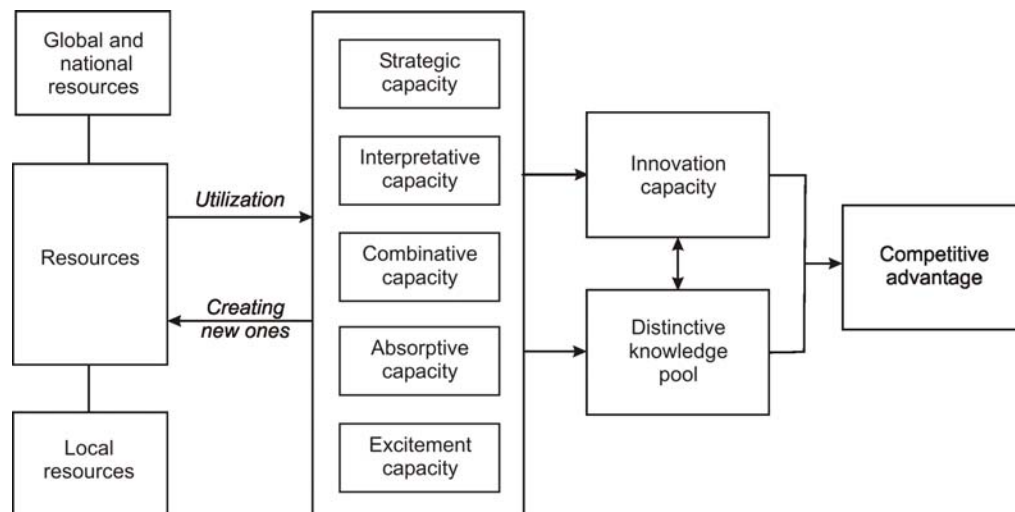 Global and
national
resources
Resources
Local
resources
Utilization
Creating
new ones
Strategic
capacity
Interpretative
capacity
Combinative
capacity
Absorptive
capacity
Excitement
capacity
Innovation
capacity
Distinctive
knowledge
pool
Competitive
advantage